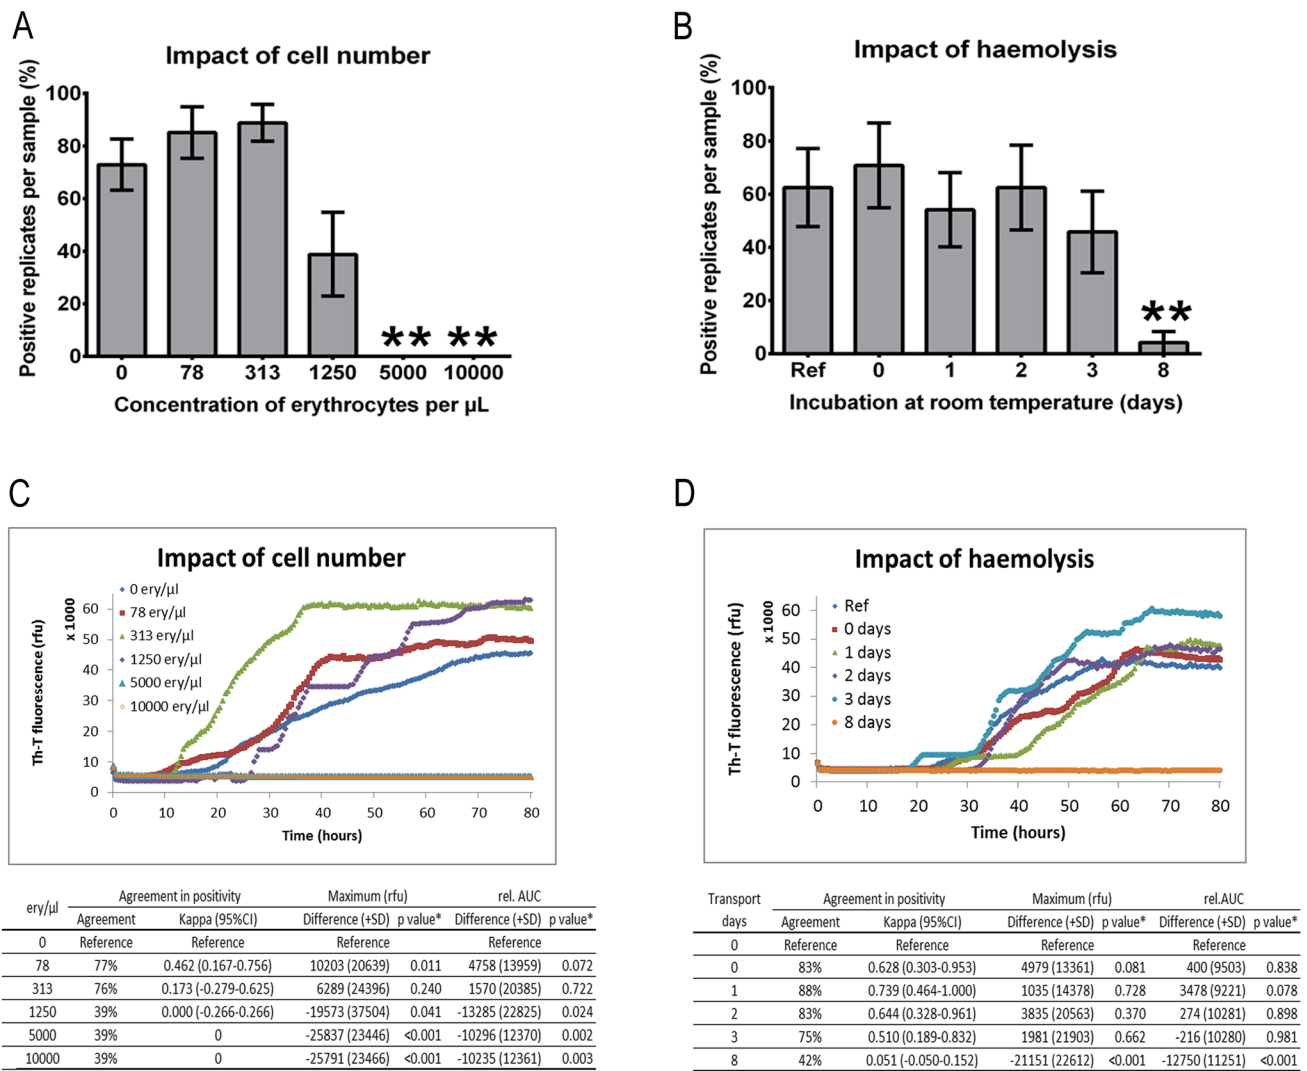 A
Impact of cell number
Positive replicates per sample (%)
100
80
60
40
20
0
** **
0 78 313 1250 5000 10000
Concentration of erythrocytes per µL
B
Impact of haemolysis
Positive replicates per sample (%)
100
80
60
40
20
0
**
Ref 0 1 2 3 8
Incubation at room temperature (days)
C
Impact of cell number
Th-T fluorescence (rfu)
x 1000
60
50
40
30
20
10
0
0 ery/µl
78 ery/µl
313 ery/µl
1250 ery/µl
5000 ery/µl
10000 ery/µl
0 10 20 30 40 50 60 70 80
Time (hours)
D
Impact of haemolysis
Th-T fluorescence (rfu)
x 1000
60
50
40
30
20
10
0
Ref
0 days
1 days
2 days
3 days
8 days
0 10 20 30 40 50 60 70 80
Time (hours)
ery/µl Agreement in positivity Maximum (rfu) rel. AUC
Agreement Kappa (95%CI) Difference (+SD) p value* Difference (+SD) p value*
0 Reference Reference Reference Reference
78 77% 0.462 (0.167-0.756) 10203 (20639) 0.011 4758 (13959) 0.072
313 76% 0.173 (-0.279-0.625) 6289 (24396) 0.240 1570 (20385) 0.722
1250 39% 0.000 (-0.266-0.266) -19573 (37504) 0.041 -13285 (22825) 0.024
5000 39% 0 -25837 (23446) <0.001 -10296 (12370) 0.002
10000 39% 0 -25791 (23466) <0.001 -10235 (12361) 0.003
Transport days Agreement in positivity Maximum (rfu) rel.AUC
Agreement Kappa (95%CI) Difference (+SD) p value* Difference (+SD) p value*
0 Reference Reference Reference Reference
0 83% 0.628 (0.303-0.953) 4979 (13361) 0.081 400 (9503) 0.838
1 88% 0.739 (0.464-1.000) 1035 (14378) 0.728 3478 (9221) 0.078
2 83% 0.644 (0.328-0.961) 3835 (20563) 0.370 274 (10281) 0.898
3 75% 0.510 (0.189-0.832) 1981 (21903) 0.662 -216 (10280) 0.981
8 42% 0.051 (-0.050-0.152) -21151 (22612) <0.001 -12750 (11251) <0.001